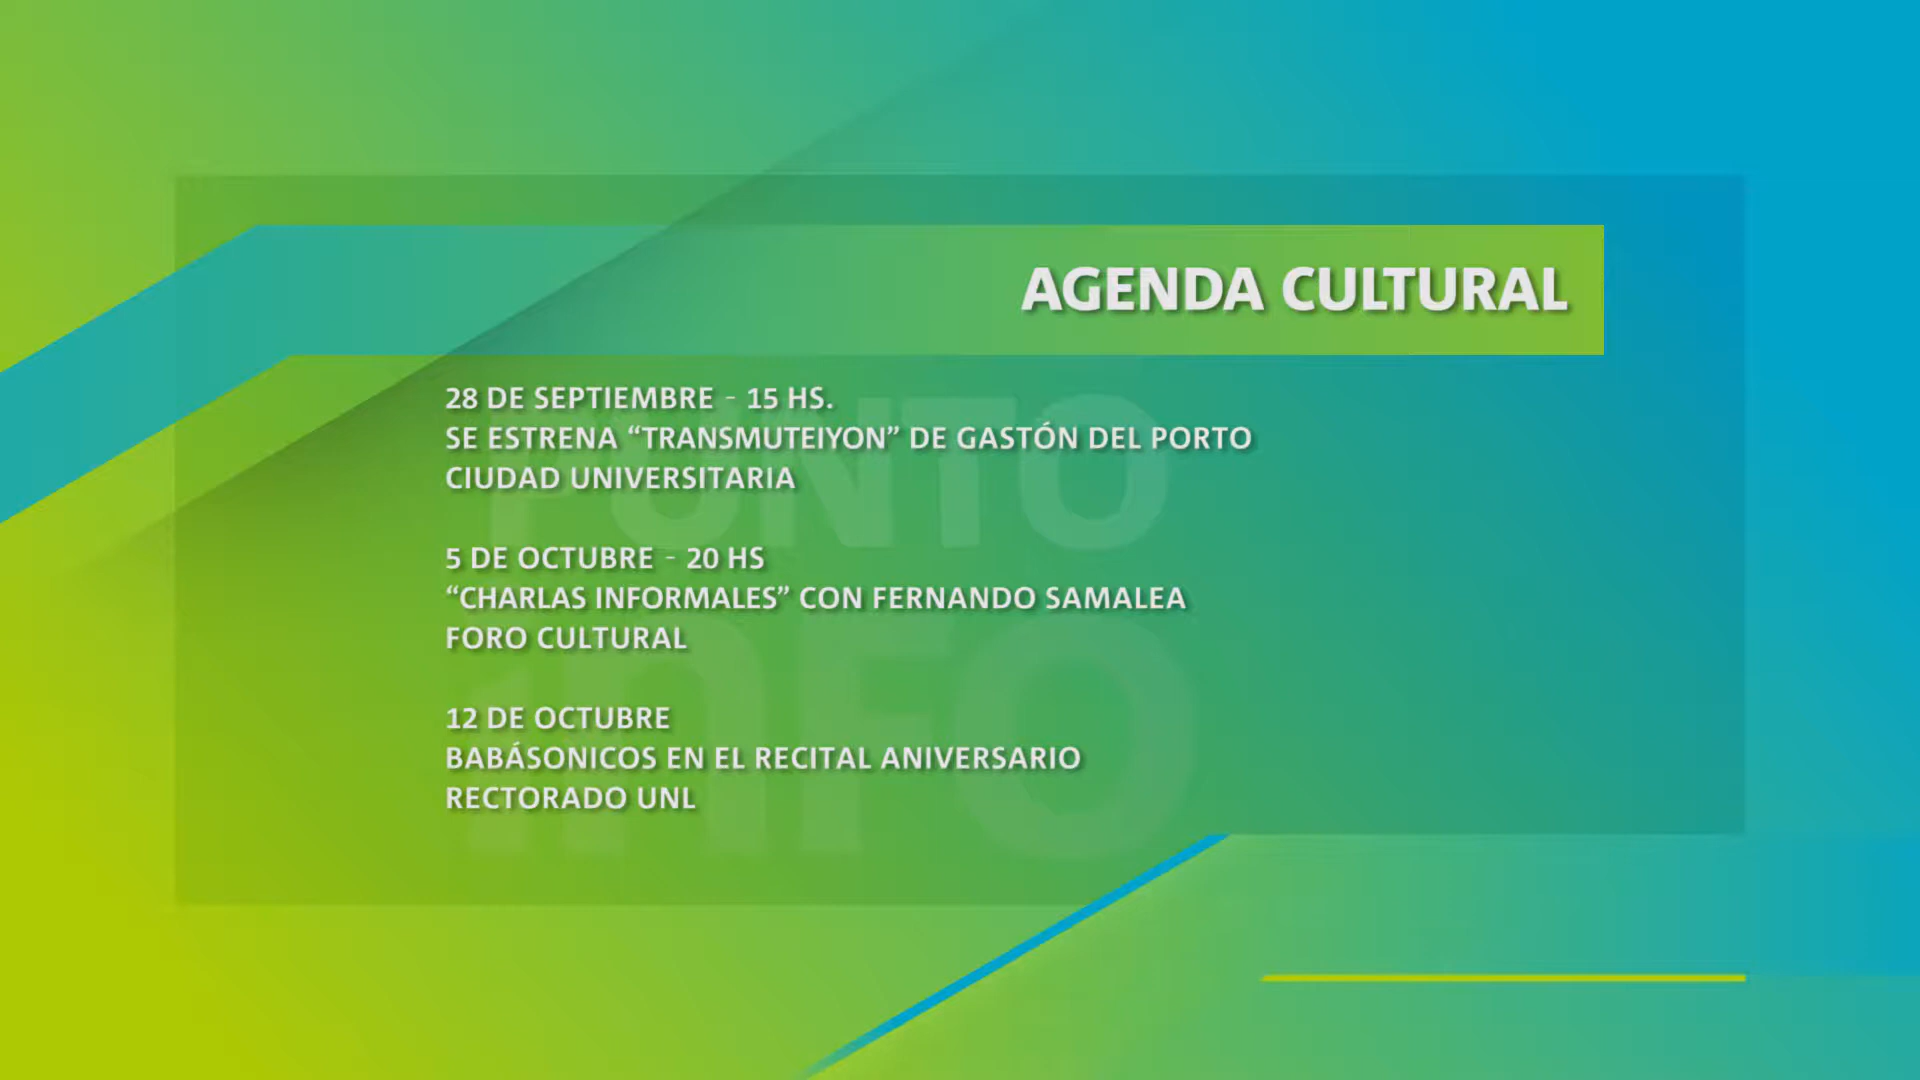 AGENDA CULTURAL
28 DE SEPTIEMBRE - 15 HS.
SE ESTRENA “TRANSMUTEIYON” DE GASTÓN DEL PORTO
CIUDAD UNIVERSITARIA
5 DE OCTUBRE - 20 HS
“CHARLAS INFORMALES” CON FERNANDO SAMALEA
FORO CULTURAL
12 DE OCTUBRE
BABÁSONICOS EN EL RECITAL ANIVERSARIO
RECTORADO UNL
PUNTO
INFO